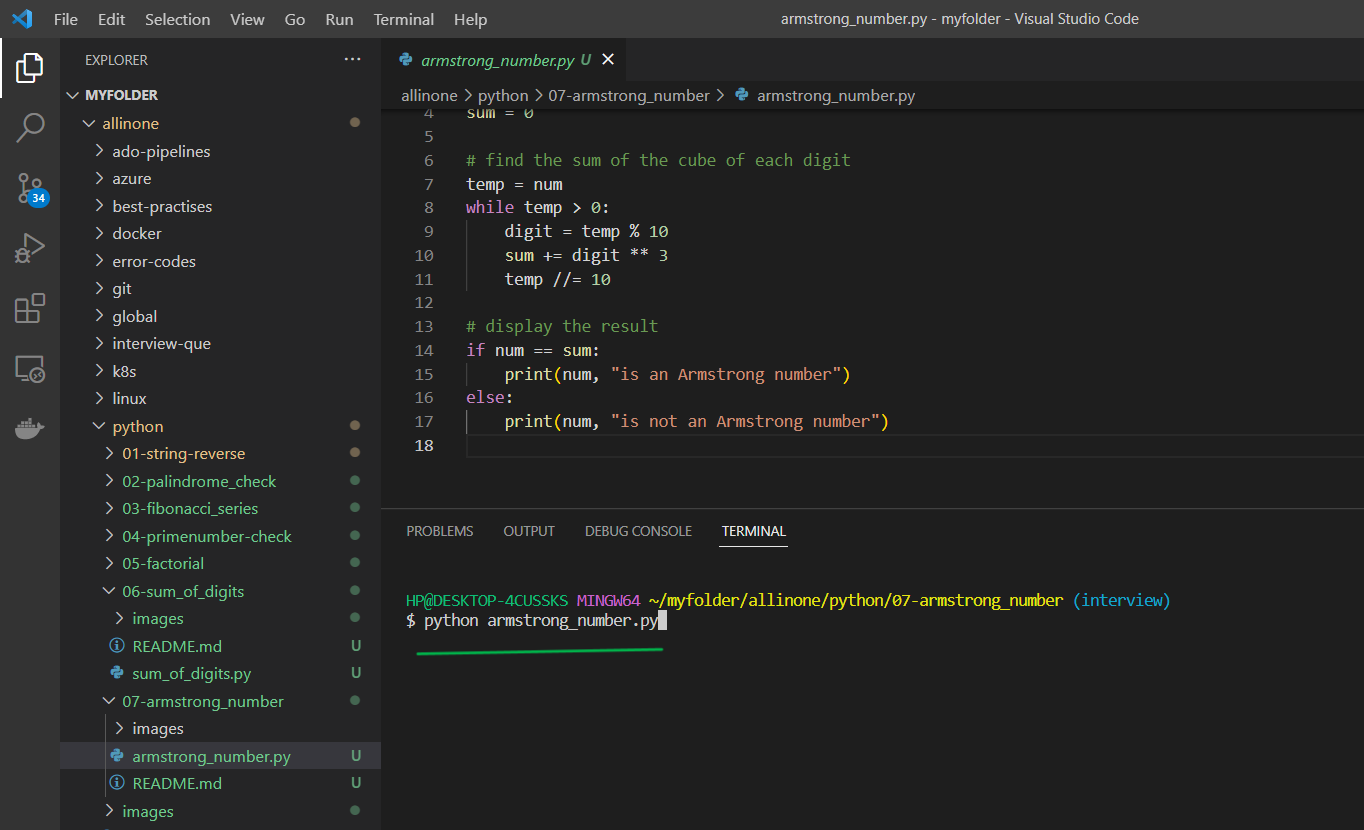 File Edit Selection View Go Run Terminal Help
armstrong_number.py - myfolder - Visual Studio Code
EXPLORER
MYFOLDER
allinone
ado-pipelines
azure
best-practises
docker
error-codes
git
global
interview-que
k8s
linux
python
01-string-reverse
02-palindrome_check
03-fibonacci_series
04-primenumber-check
05-factorial
06-sum_of_digits
images
README.md U
sum_of_digits.py U
07-armstrong_number
images
armstrong_number.py U
README.md U
images
34
armstrong_number.py U
allinone > python > 07-armstrong_number > armstrong_number.py
4 sum = 0
5
6 # find the sum of the cube of each digit
7 temp = num
8 while temp > 0:
9 digit = temp % 10
10 sum += digit ** 3
11 temp //= 10
12
13 # display the result
14 if num == sum:
15 print(num, "is an Armstrong number")
16 else:
17 print(num, "is not an Armstrong number")
18
PROBLEMS OUTPUT DEBUG CONSOLE TERMINAL
HP@DESKTOP-4CUSSKS MINGW64 ~/myfolder/allinone/python/07-armstrong_number (interview)
$ python armstrong_number.py